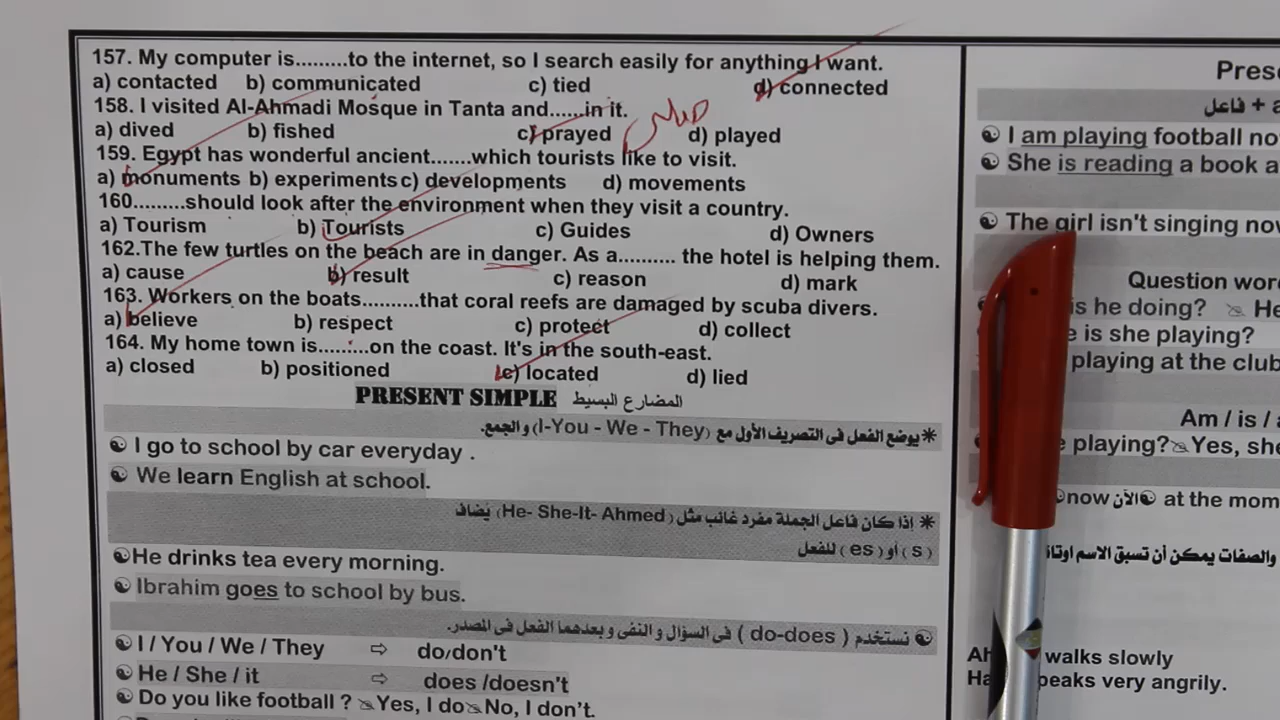 157. My computer is.........to the internet, so I search easily for anything I want.
a) contacted b) communicated c) tied d) connected
158. I visited Al-Ahmadi Mosque in Tanta and......in it.
a) dived b) fished c) prayed d) played
159. Egypt has wonderful ancient.......which tourists like to visit.
a) monuments b) experiments c) developments d) movements
160.........should look after the environment when they visit a country.
a) Tourism b) Tourists c) Guides d) Owners
162.The few turtles on the beach are in danger. As a.......... the hotel is helping them.
a) cause b) result c) reason d) mark
163. Workers on the boats..........that coral reefs are damaged by scuba divers.
a) believe b) respect c) protect d) collect
164. My home town is.........on the coast. It's in the south-east.
a) closed b) positioned c) located d) lied
PRESENT SIMPLE المضارع البسيط
*يوضع الفعل فى التصريف الأول مع (I-You - We - They) و الجمع.
I go to school by car everyday .
We learn English at school.
* إذا كان فاعل الجملة مفرد غائب مثل (He- She-It- Ahmed) يُضاف
(s) أو (es) للفعل
He drinks tea every morning.
Ibrahim goes to school by bus.
نستخدم (do-does) فى السؤال و النفى و بعدهما الفعل فى المصدر.
I / You / We / They ⇨ do/don't
He / She / it ⇨ does /doesn't
Do you like football ? Yes, I do No, I don't.
Prese
فاعل + a
I am playing football no
She is reading a book a
The girl isn't singing nov
Question wor
is he doing? He
e is she playing?
playing at the club
Am / is / a
playing? Yes, she
now الآن at the mom
والصفات يمكن أن تسبق الاسم اوتا
walks slowly
peaks very angrily.